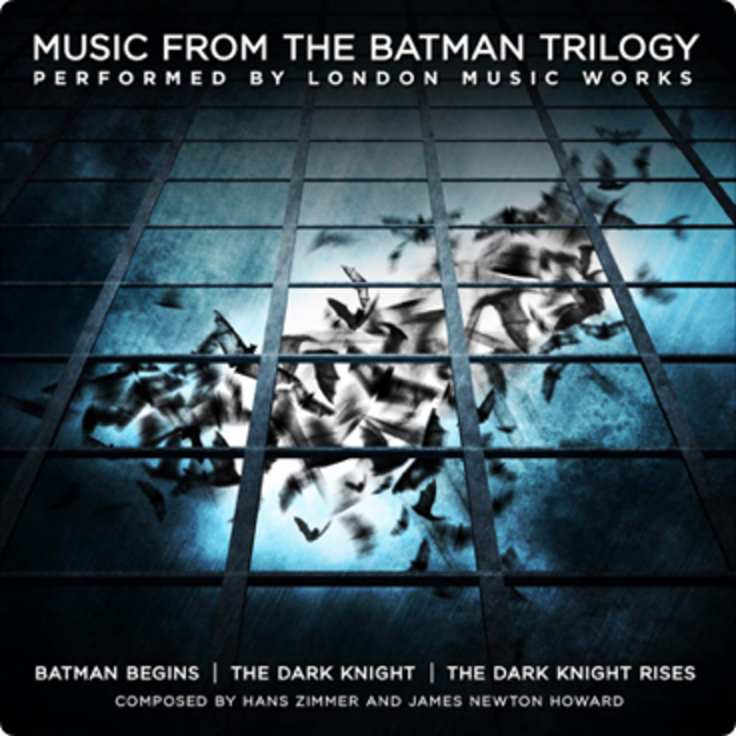 MUSIC FROM THE BATMAN TRILOGY
PERFORMED BY LONDON MUSIC WORKS
BATMAN BEGINS | THE DARK KNIGHT | THE DARK KNIGHT RISES
COMPOSED BY HANS ZIMMER AND JAMES NEWTON HOWARD